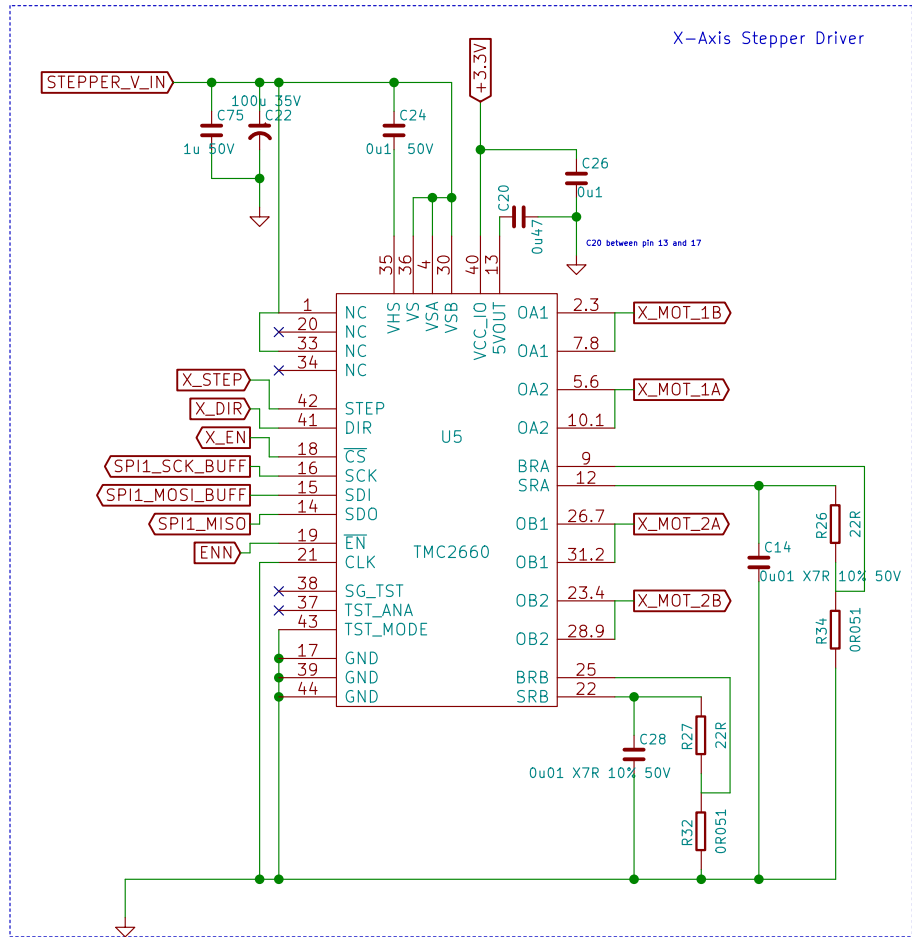 X-Axis Stepper Driver
STEPPER_V_IN
+3.3V
100u 35V
C75
C22
1u 50V
C24
0u1 50V
C26
0u1
C20
0u47
C20 between pin 13 and 17
35
36
4
30
40
13
VHS
VS
VSA
VSB
VCC_IO
5VOUT
1 NC
20 NC
33 NC
34 NC
X_STEP 42 STEP
X_DIR 41 DIR
X_EN 18 CS
SPI1_SCK_BUFF 16 SCK
SPI1_MOSI_BUFF 15 SDI
SPI1_MISO 14 SDO
ENN 19 EN
21 CLK
38 SG_TST
37 TST_ANA
43 TST_MODE
17 GND
39 GND
44 GND
U5
TMC2660
OA1 2.3 X_MOT_1B
OA1 7.8
OA2 5.6 X_MOT_1A
OA2 10.1
BRA 9
SRA 12
OB1 26.7 X_MOT_2A
OB1 31.2
OB2 23.4 X_MOT_2B
OB2 28.9
BRB 25
SRB 22
R26
22R
C14
0u01 X7R 10% 50V
R34
0R051
R27
22R
C28
0u01 X7R 10% 50V
R32
0R051